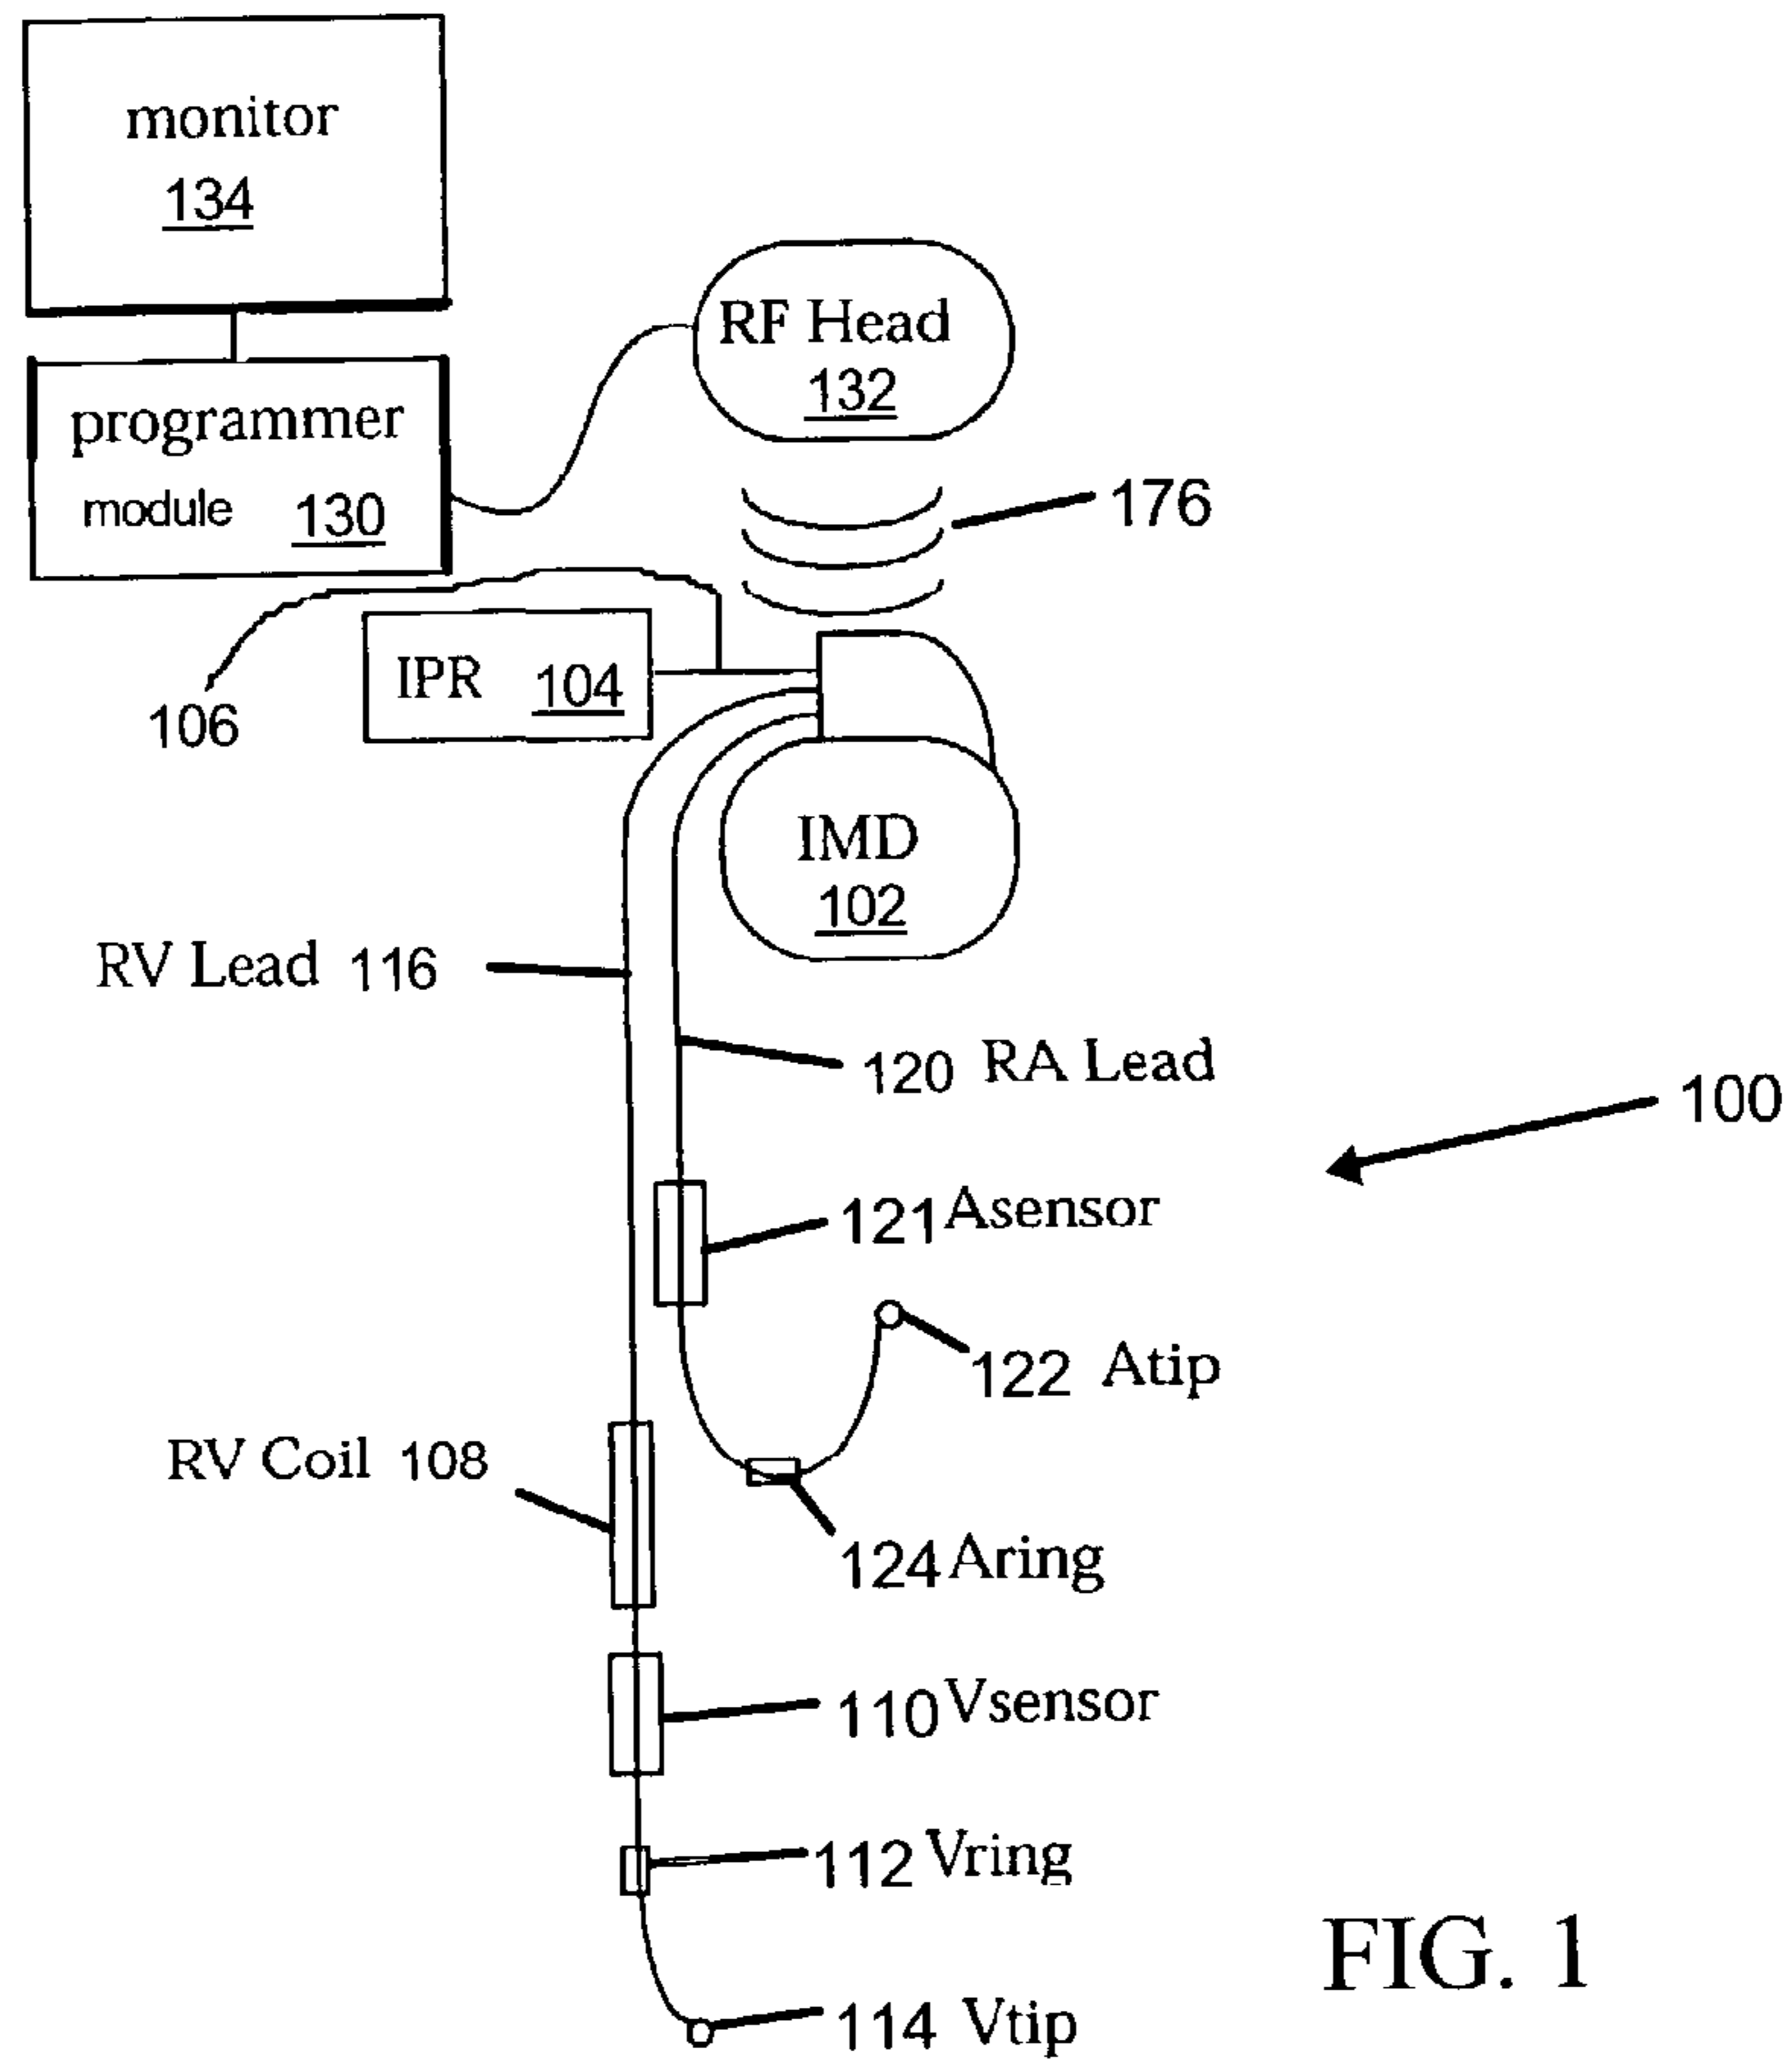 monitor
134
RF Head
132
programmer
module 130
176
IPR 104
106
IMD
102
RV Lead 116
120 RA Lead
100
121 Asensor
122 Atip
RV Coil 108
124 Aring
110 Vsensor
112 Vring
114 Vtip
FIG. 1